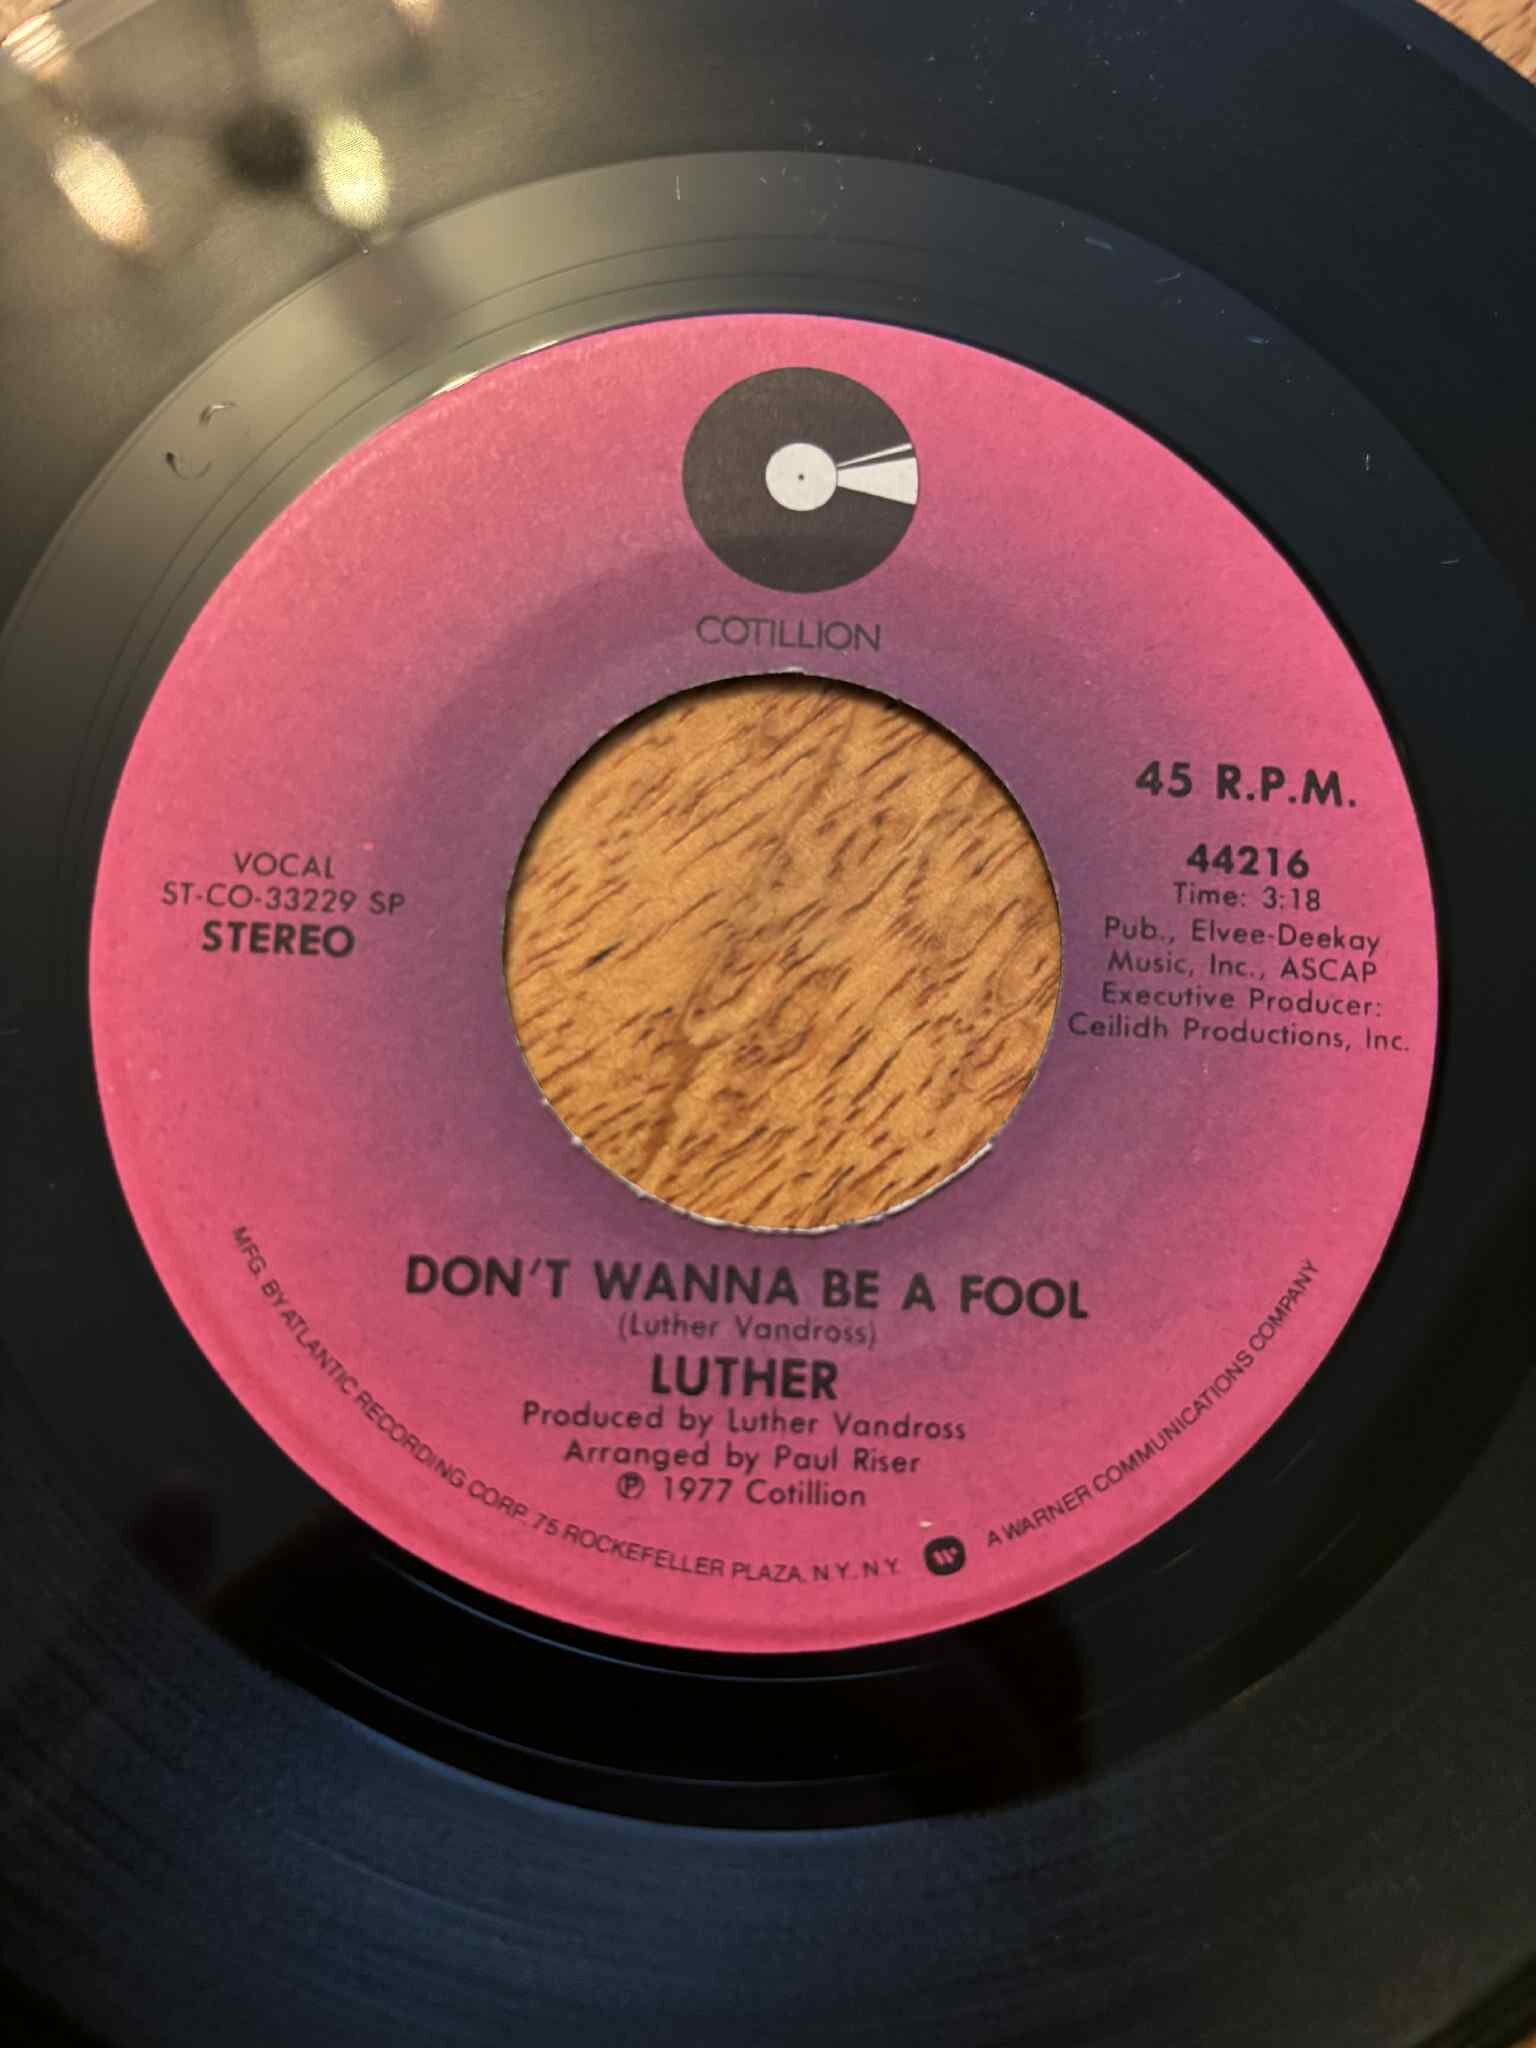 COTILLION
45 R.P.M.
44216
Time: 3:18
Pub., Elvee-Deekay
Music, Inc., ASCAP
Executive Producer:
Ceilidh Productions, Inc.
VOCAL
ST-CO-33229 SP
STEREO
DON'T WANNA BE A FOOL
(Luther Vandross)
LUTHER
Produced by Luther Vandross
Arranged by Paul Riser
℗ 1977 Cotillion
MFG. BY ATLANTIC RECORDING CORP. 75 ROCKEFELLER PLAZA, N.Y., N.Y. A WARNER COMMUNICATIONS COMPANY